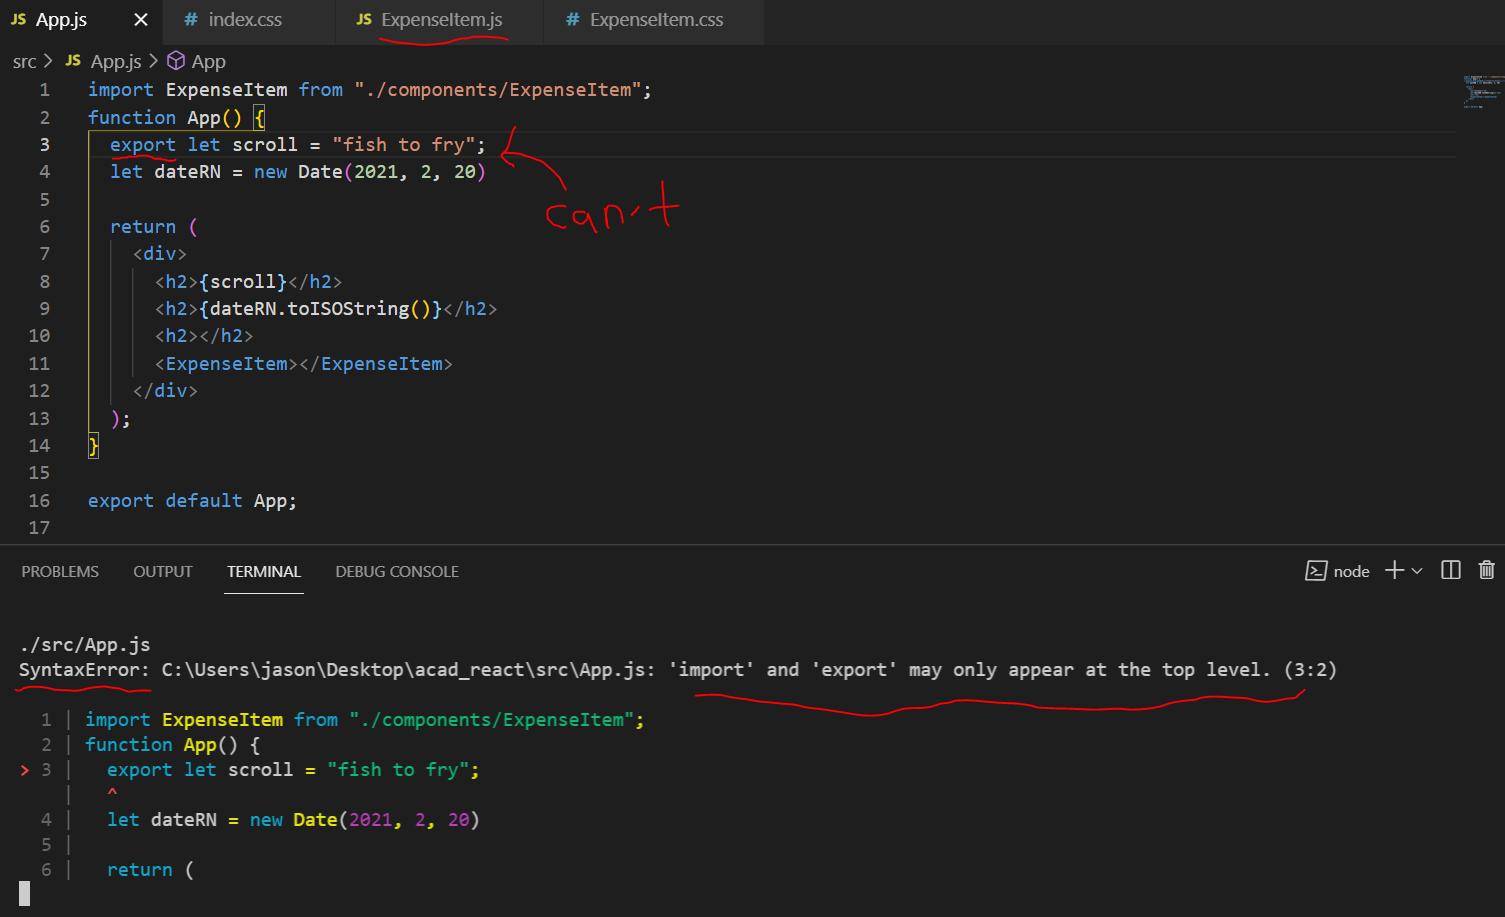 JS App.js × # index.css JS ExpenseItem.js # ExpenseItem.css
src > JS App.js > App
1 import ExpenseItem from "./components/ExpenseItem";
2 function App() {
3 export let scroll = "fish to fry";
4 let dateRN = new Date(2021, 2, 20)
can't
5
6 return (
7 <div>
8 <h2>{scroll}</h2>
9 <h2>{dateRN.toISOString()}</h2>
10 <h2></h2>
11 <ExpenseItem></ExpenseItem>
12 </div>
13 );
14 }
15
16 export default App;
17
PROBLEMS OUTPUT TERMINAL DEBUG CONSOLE node
./src/App.js
SyntaxError: C:\Users\jason\Desktop\acad_react\src\App.js: 'import' and 'export' may only appear at the top level. (3:2)
1 | import ExpenseItem from "./components/ExpenseItem";
2 | function App() {
> 3 | export let scroll = "fish to fry";
| ^
4 | let dateRN = new Date(2021, 2, 20)
5 |
6 | return (